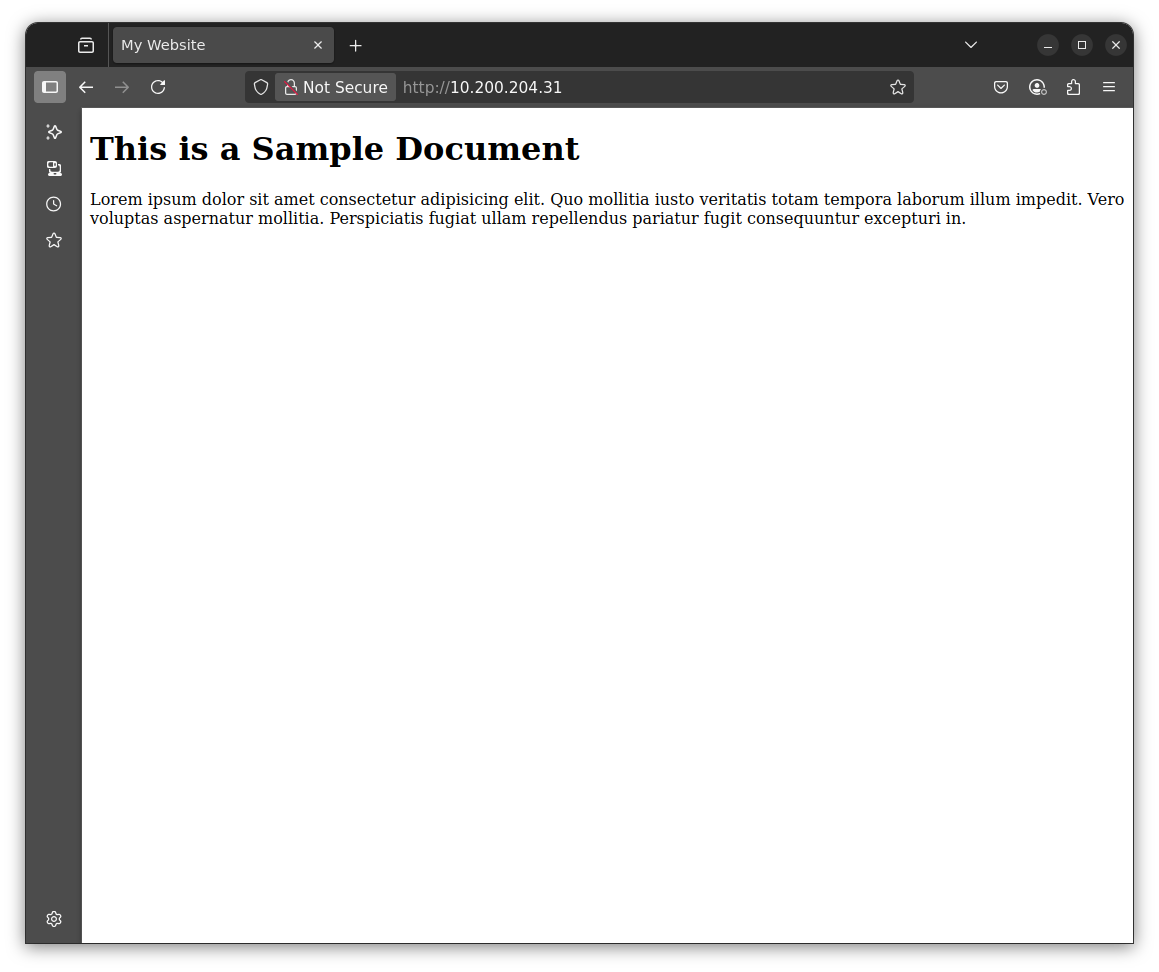 My Website
Not Secure http://10.200.204.31
This is a Sample Document
Lorem ipsum dolor sit amet consectetur adipisicing elit. Quo mollitia iusto veritatis totam tempora laborum illum impedit. Vero
voluptas aspernatur mollitia. Perspiciatis fugiat ullam repellendus pariatur fugit consequuntur excepturi in.